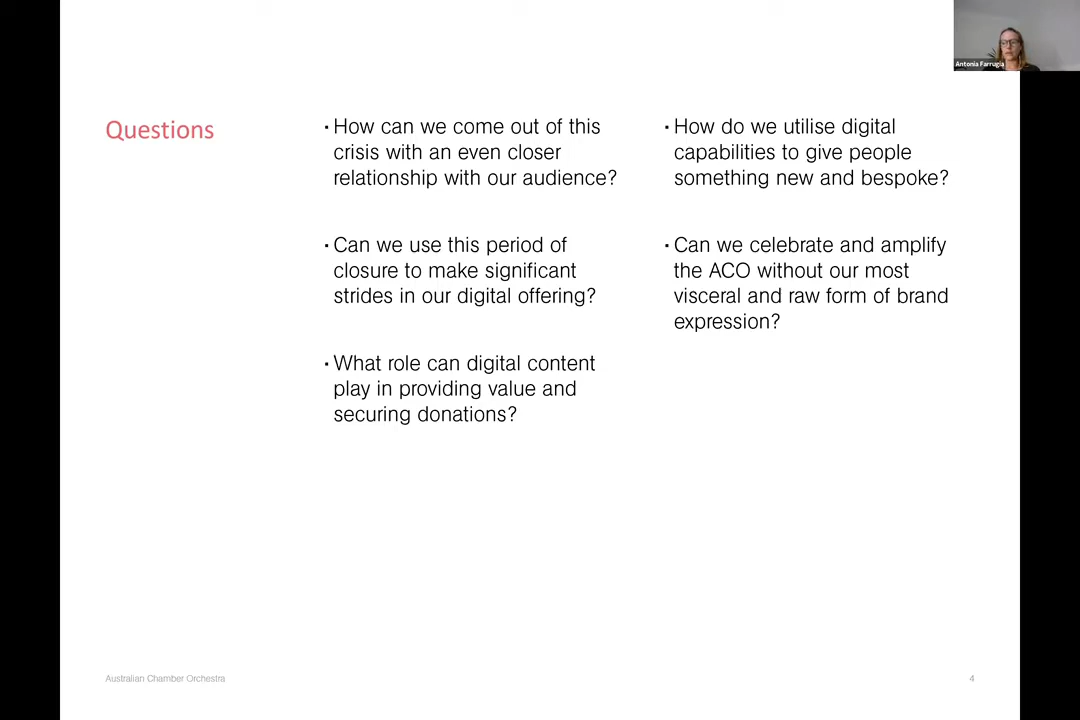 Antonia Farrugia
Questions
· How can we come out of this
crisis with an even closer
relationship with our audience?
· Can we use this period of
closure to make significant
strides in our digital offering?
· What role can digital content
play in providing value and
securing donations?
· How do we utilise digital
capabilities to give people
something new and bespoke?
· Can we celebrate and amplify
the ACO without our most
visceral and raw form of brand
expression?
Australian Chamber Orchestra
4